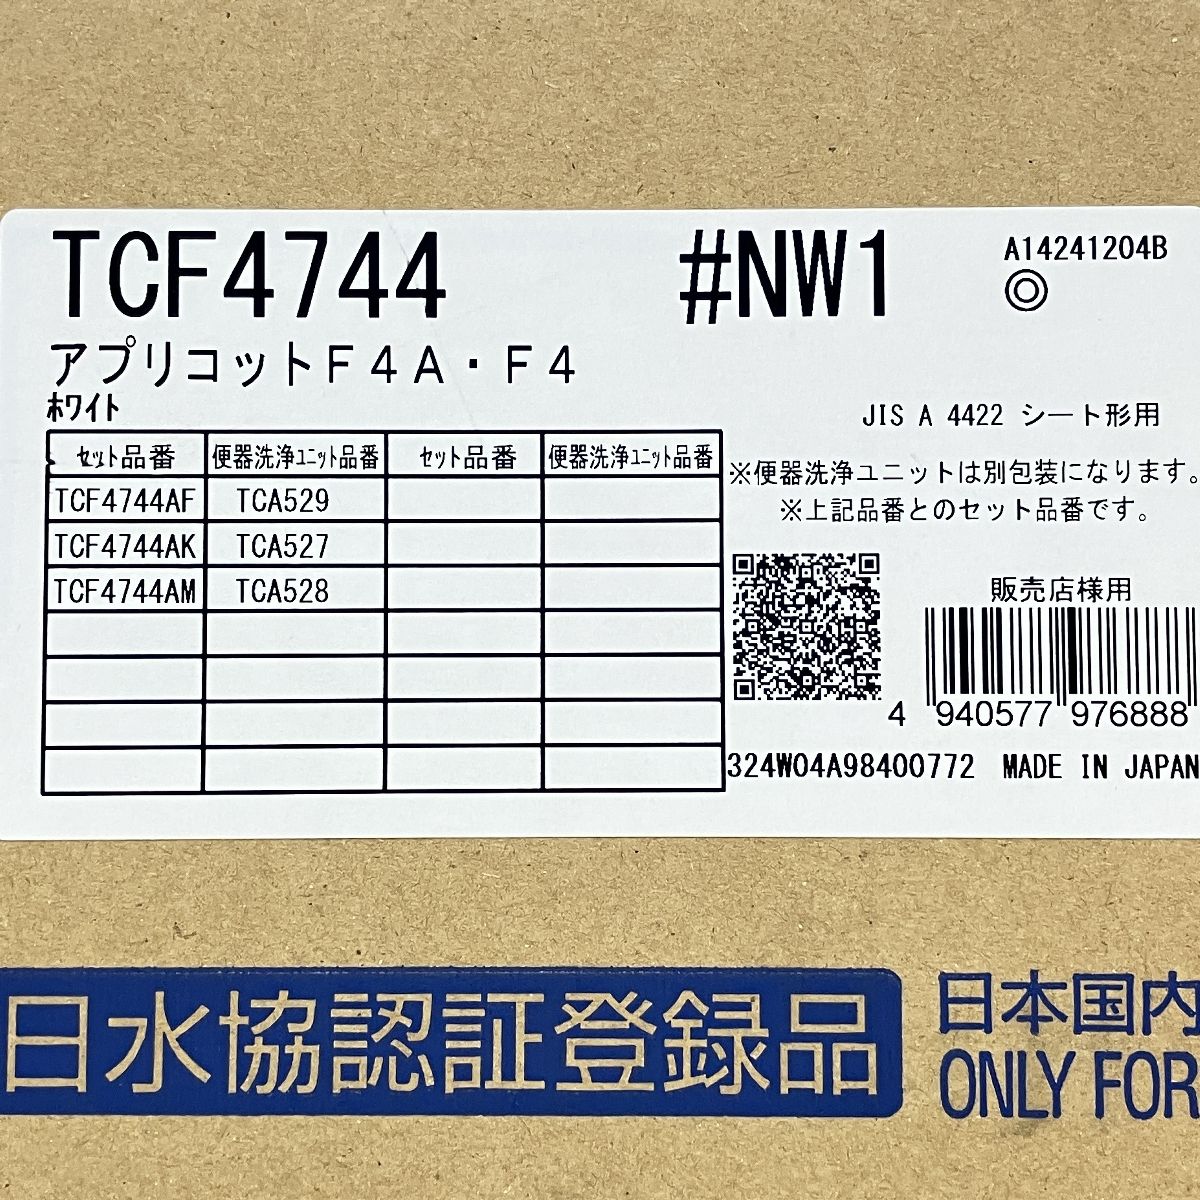 TCF4744 #NW1 A14241204B
◎
アプリコットＦ４Ａ・Ｆ４
ﾎﾜｲﾄ
JIS A 4422 シート形用
ｾｯﾄ品番 便器洗浄ﾕﾆｯﾄ品番 ｾｯﾄ品番 便器洗浄ﾕﾆｯﾄ品番
TCF4744AF TCA529
TCF4744AK TCA527
TCF4744AM TCA528
※便器洗浄ユニットは別包装になります。
※上記品番とのセット品番です。
販売店様用
4 940577 976888
324W04A98400772 MADE IN JAPAN
日水協認証登録品
日本国内
ONLY FOR